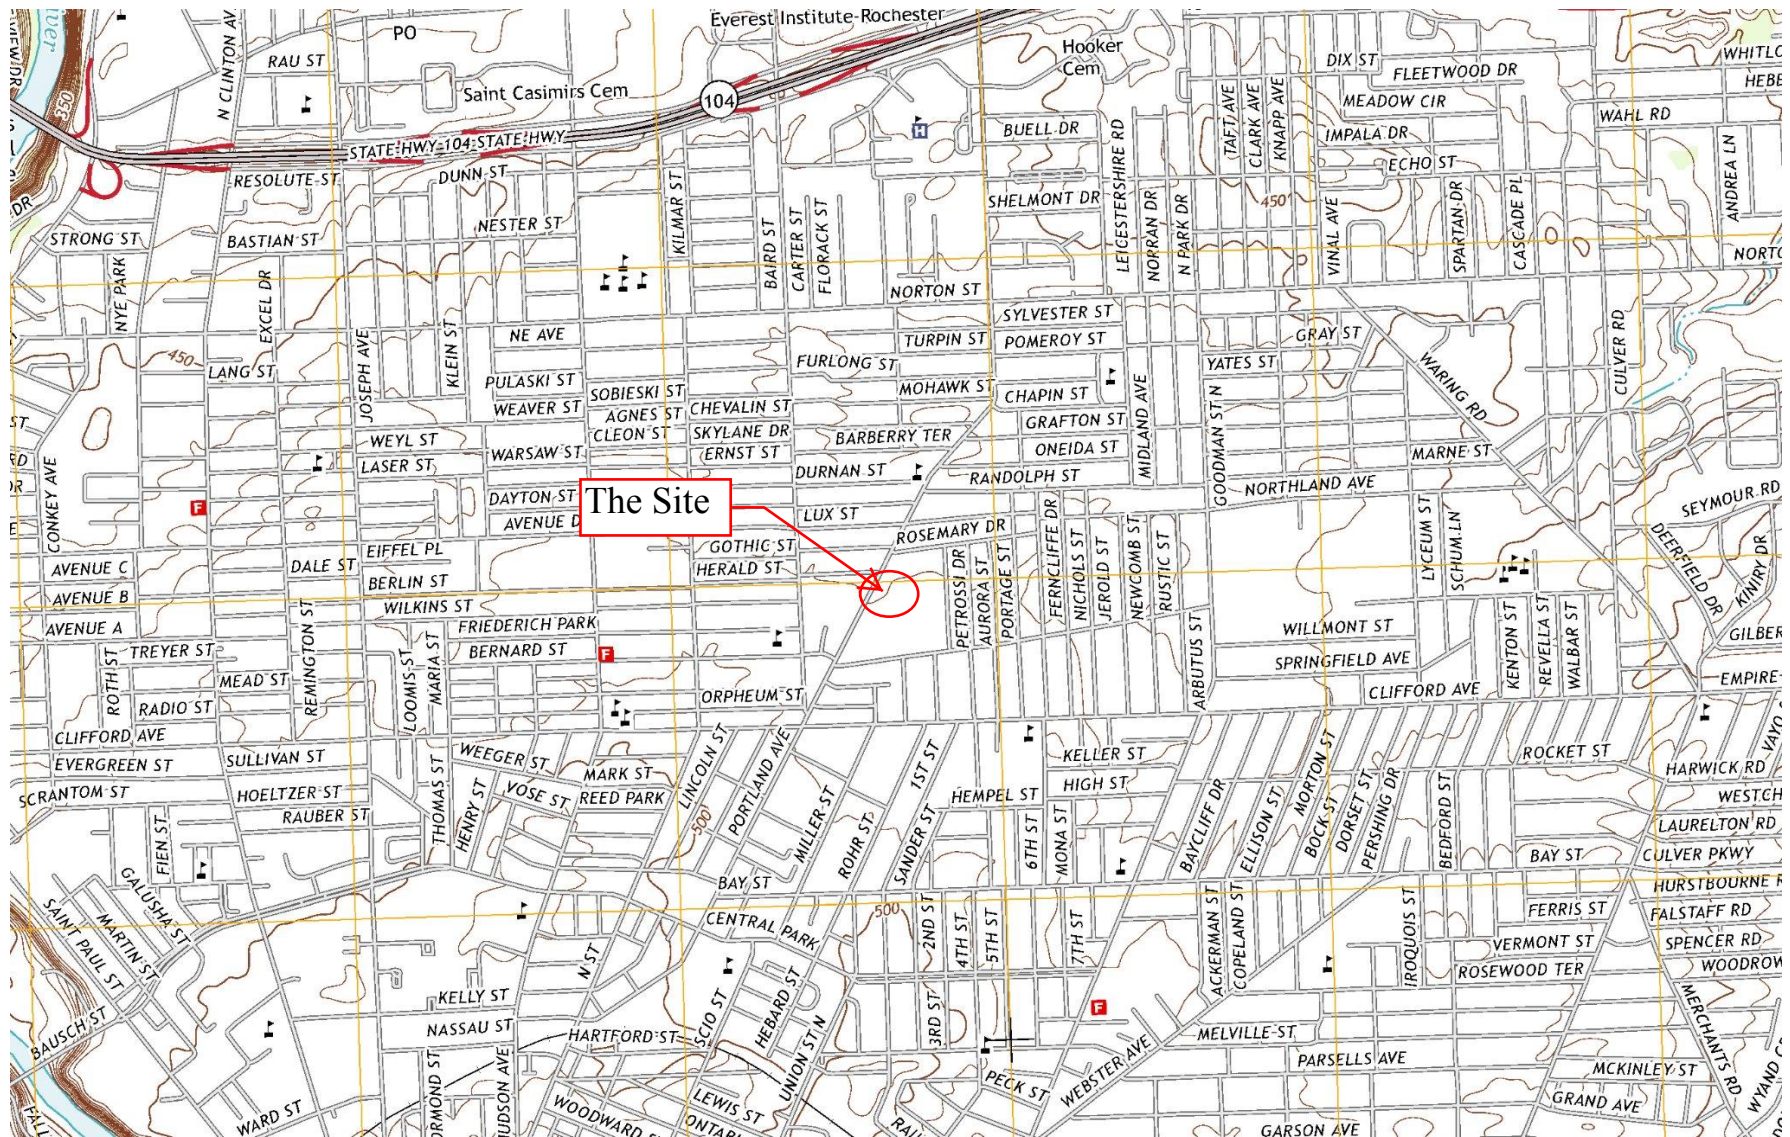 Everest Institute-Rochester
PO
N CLINTON AV
RAU ST
Hooker
Cem
DIX ST
FLEETWOOD DR
WHITLO
HEBE
Saint Casimirs Cem
104
350
VIEW DR
MEADOW CIR
WAHL RD
TAFT AVE
CLARK AVE
KNAPP AVE
H
BUELL DR
IMPALA DR
STATE HWY 104 STATE HWY
ECHO ST
ANDREA LN
RESOLUTE ST
DUNN ST
KILMAR ST
SHELMONT DR
LEICESTERSHIRE RD
NORRAN DR
N PARK DR
450
VINAL AVE
SPARTAN DR
CASCADE PL
DR
STRONG ST
BASTIAN ST
NESTER ST
BAIRD ST
CARTER ST
FLORACK ST
NORTO
NYE PARK
EXCEL DR
NORTON ST
SYLVESTER ST
NE AVE
TURPIN ST
POMEROY ST
GRAY ST
CULVER RD
JOSEPH AVE
KLEIN ST
450
LANG ST
FURLONG ST
YATES ST
WARING RD
PULASKI ST
SOBIESKI ST
MOHAWK ST
CHAPIN ST
MIDLAND AVE
GOODMAN ST N
WEAVER ST
AGNES ST
CHEVALIN ST
GRAFTON ST
ST
CLEON ST
SKYLANE DR
BARBERRY TER
WEYL ST
WARSAW ST
ERNST ST
ONEIDA ST
MARNE ST
RD
LASER ST
DURNAN ST
RANDOLPH ST
DR
NORTHLAND AVE
SEYMOUR RD
CONKEY AVE
F
DAYTON ST
The Site
LUX ST
AVENUE D
ROSEMARY DR
FERNCLIFFE DR
NICHOLS ST
JEROLD ST
NEWCOMB ST
RUSTIC ST
LYCEUM ST
SCHUM LN
DEERFIELD DR
KINIRY DR
EIFFEL PL
GOTHIC ST
AVENUE C
DALE ST
HERALD ST
BERLIN ST
AVENUE B
WILKINS ST
PETROSSI DR
AURORA ST
PORTAGE ST
AVENUE A
REMINGTON ST
FRIEDERICH PARK
WILLMONT ST
KENTON ST
REVELLA ST
WALBAR ST
GILBER
TREYER ST
LOOMIS ST
MARIA ST
BERNARD ST
F
ARBUTUS ST
SPRINGFIELD AVE
ROTH ST
MEAD ST
ORPHEUM ST
CLIFFORD AVE
EMPIRE
RADIO ST
CLIFFORD AVE
WEEGER ST
LINCOLN ST
PORTLAND AVE
1ST ST
KELLER ST
MORTON ST
ROCKET ST
VAYO
EVERGREEN ST
SULLIVAN ST
MARK ST
HARWICK RD
SCRANTOM ST
HOELTZER ST
THOMAS ST
HENRY ST
VOSE ST
REED PARK
MILLER ST
HEMPEL ST
HIGH ST
BAYCLIFF DR
ELLISON ST
BOCK ST
DORSET ST
PERSHING DR
BEDFORD ST
WESTCH
RAUBER ST
500
ROHR ST
SANDER ST
6TH ST
MONA ST
LAURELTON RD
FIEN ST
BAY ST
BAY ST
CULVER PKWY
GALUSHA ST
HURSTBOURNE R
SAINT PAUL ST
MARTIN ST
CENTRAL PARK
500
2ND ST
4TH ST
5TH ST
7TH ST
ACKERMAN ST
COPELAND ST
IROQUOIS ST
FERRIS ST
FALSTAFF RD
VERMONT ST
SPENCER RD
N ST
ROSEWOOD TER
WOODROW
KELLY ST
SCIO ST
HEBARD ST
UNION ST N
3RD ST
F
MERCHANTS RD
BAUSCH ST
NASSAU ST
HARTFORD ST
MELVILLE ST
PARSELLS AVE
ORMOND ST
HUDSON AVE
PECK ST
WEBSTER AVE
MCKINLEY ST
WYAND C
WARD ST
LEWIS ST
GRAND AVE
WOODWARD
ONTAR
RAI
GARSON AVE
FALL